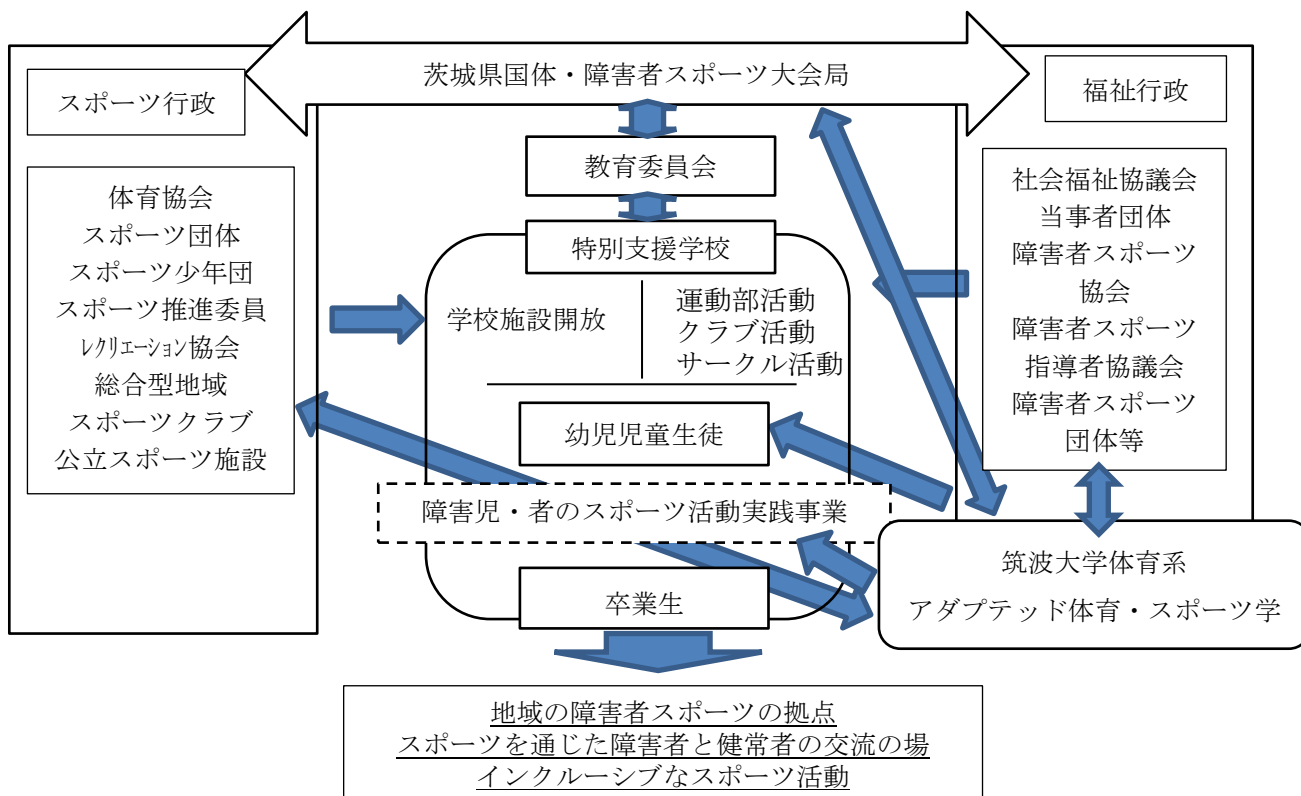 茨城県国体・障害者スポーツ大会局
スポーツ行政
福祉行政
体育協会
スポーツ団体
スポーツ少年団
スポーツ推進委員
ﾚｸﾘｴｰｼｮﾝ協会
総合型地域
スポーツクラブ
公立スポーツ施設
教育委員会
特別支援学校
学校施設開放
運動部活動
クラブ活動
サークル活動
幼児児童生徒
障害児・者のスポーツ活動実践事業
卒業生
社会福祉協議会
当事者団体
障害者スポーツ
協会
障害者スポーツ
指導者協議会
障害者スポーツ
団体等
筑波大学体育系
アダプテッド体育・スポーツ学
地域の障害者スポーツの拠点
スポーツを通じた障害者と健常者の交流の場
インクルーシブなスポーツ活動